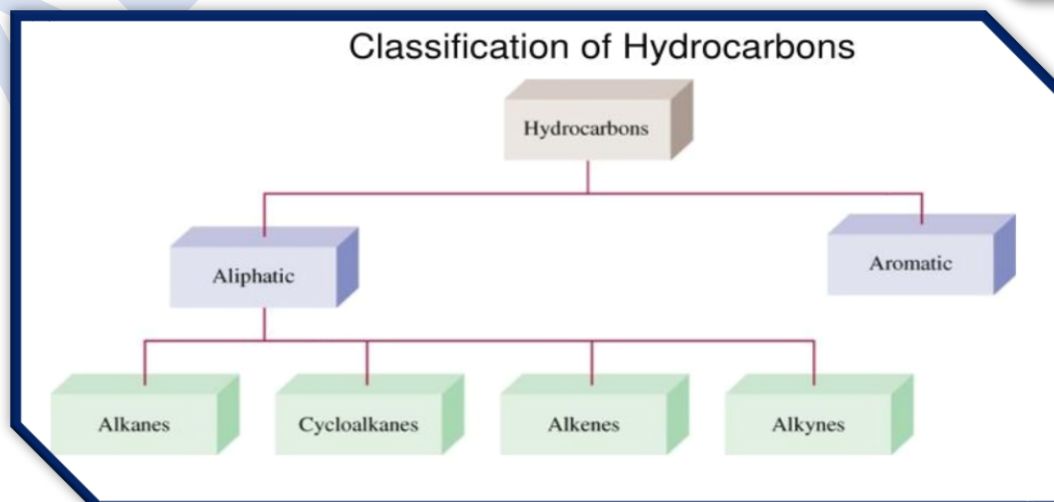 Classification of Hydrocarbons
Hydrocarbons
Aliphatic
Aromatic
Alkanes
Cycloalkanes
Alkenes
Alkynes